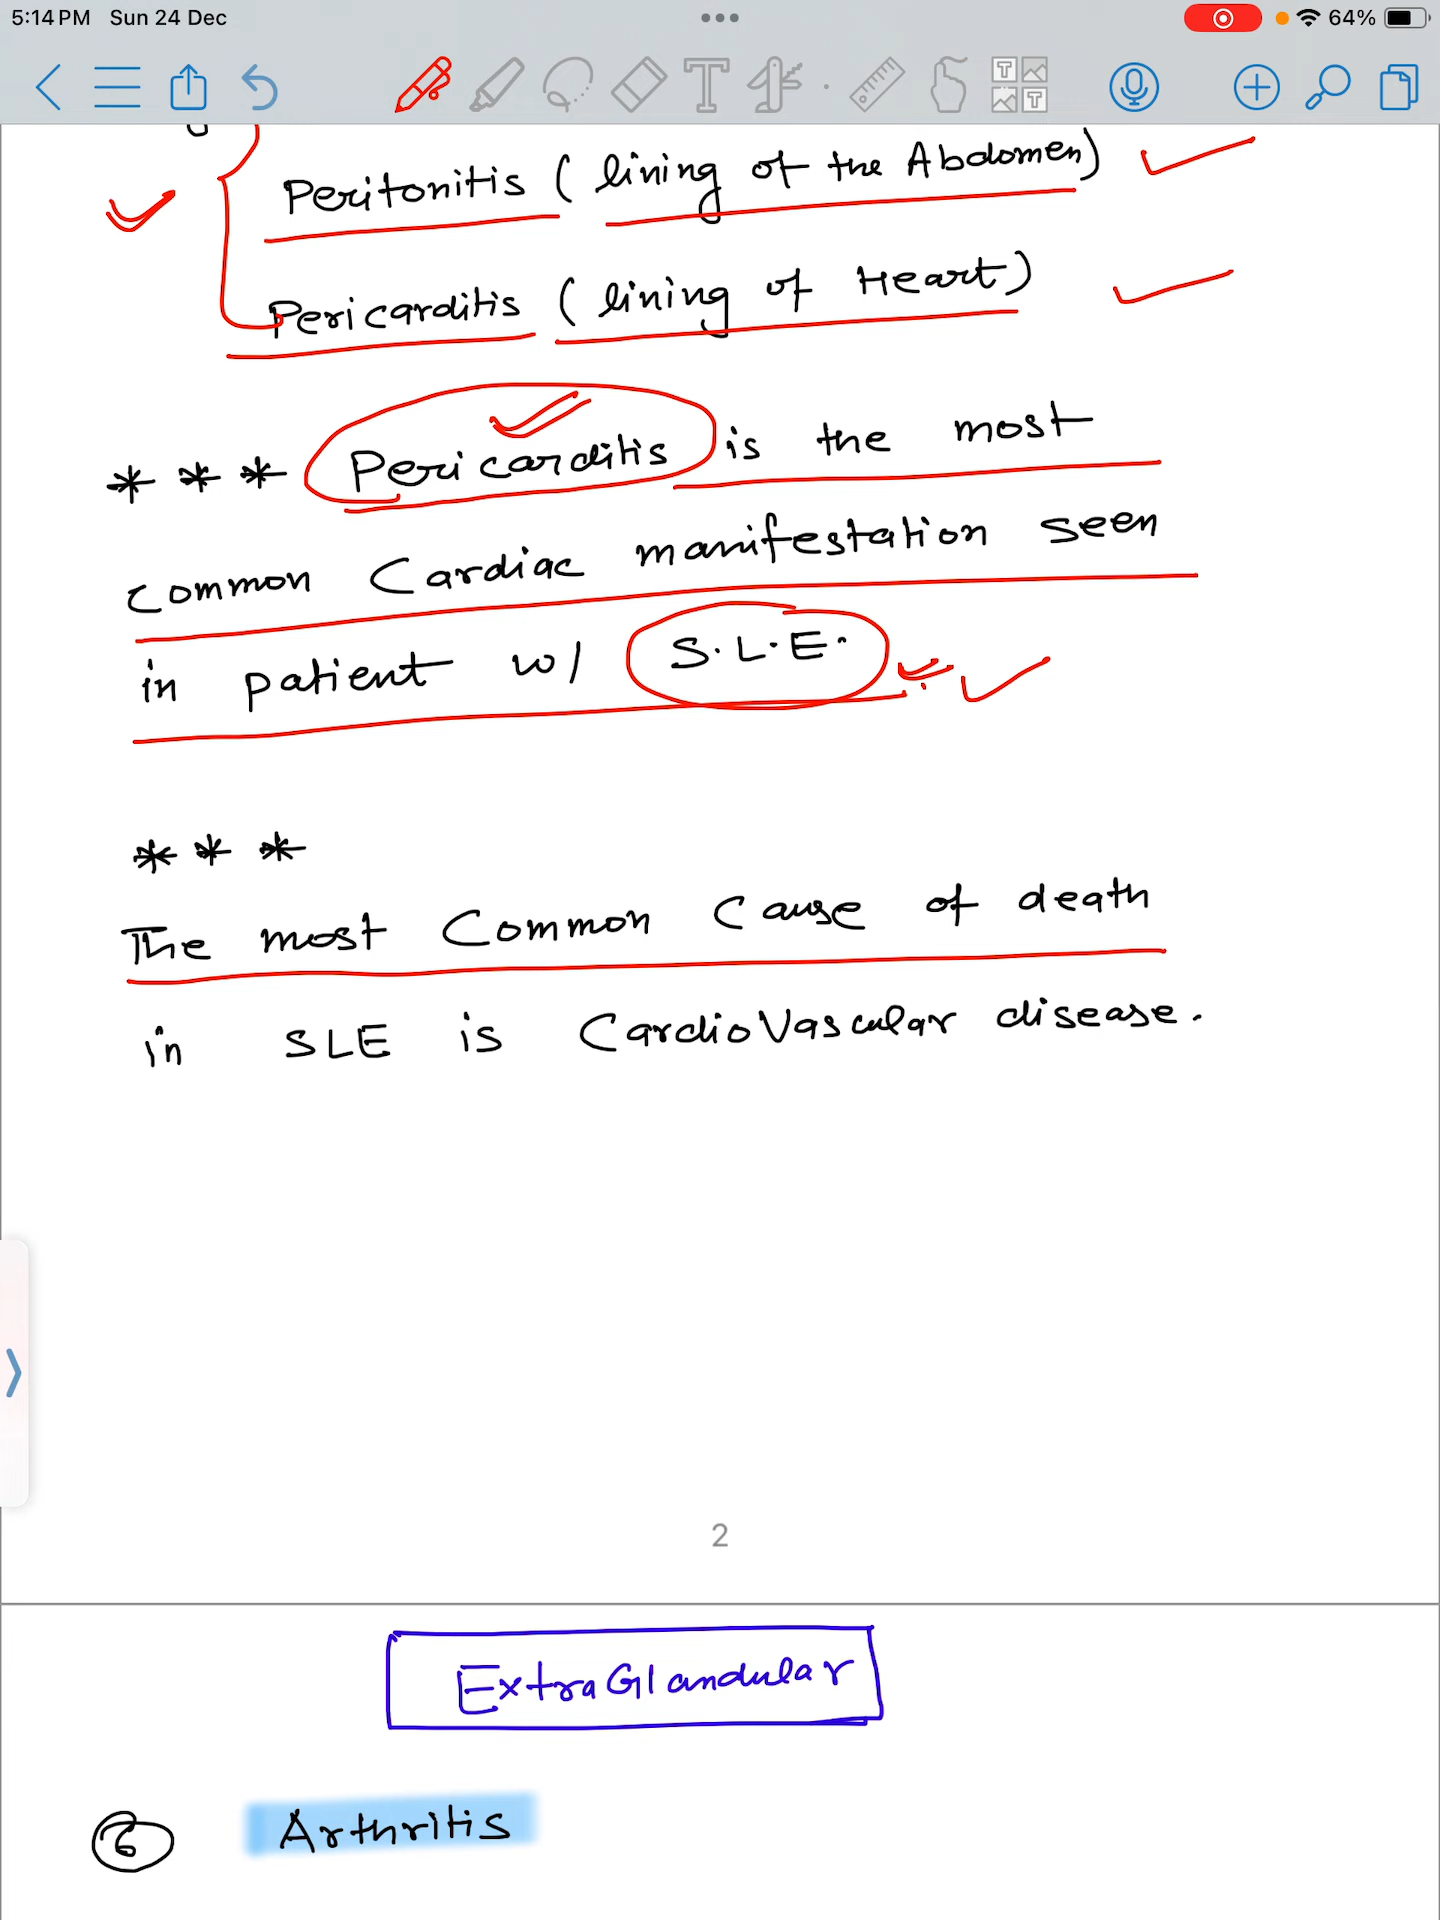 5:14 PM Sun 24 Dec
64%
Peritonitis (lining of the Abdomen)
Pericarditis (lining of Heart)
*** Pericarditis is the most
common Cardiac manifestation seen
in patient w/ S.L.E.
***
The most Common Cause of death
in SLE is CardioVascular disease.
2
ExtraGlandular
6 Arthritis